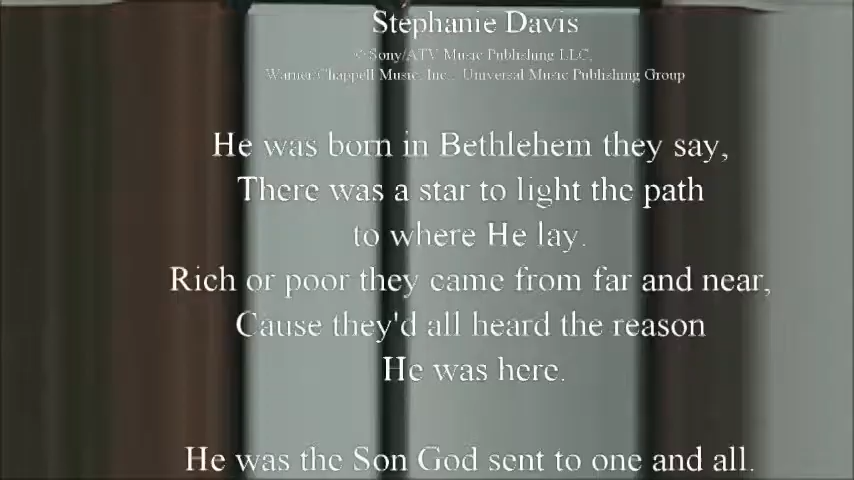 Stephanie Davis
© Sony/ATV Music Publishing LLC,
Warner/Chappell Music, Inc., Universal Music Publishing Group
He was born in Bethlehem they say,
There was a star to light the path
to where He lay.
Rich or poor they came from far and near,
Cause they'd all heard the reason
He was here.
He was the Son God sent to one and all.